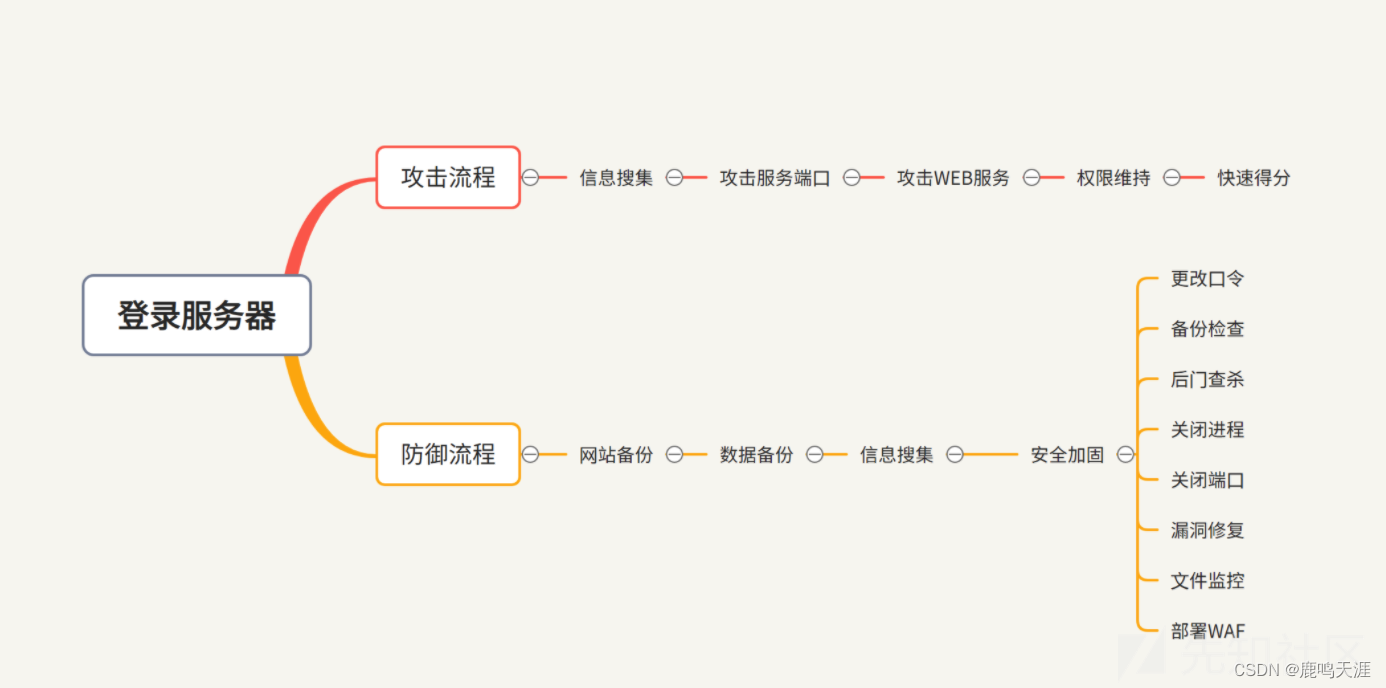 攻击流程 信息搜集 攻击服务端口 攻击WEB服务 权限维持 快速得分
登录服务器
防御流程 网站备份 数据备份 信息搜集 安全加固
更改口令
备份检查
后门查杀
关闭进程
关闭端口
漏洞修复
文件监控
部署WAF
先知社区
CSDN @鹿鸣天涯